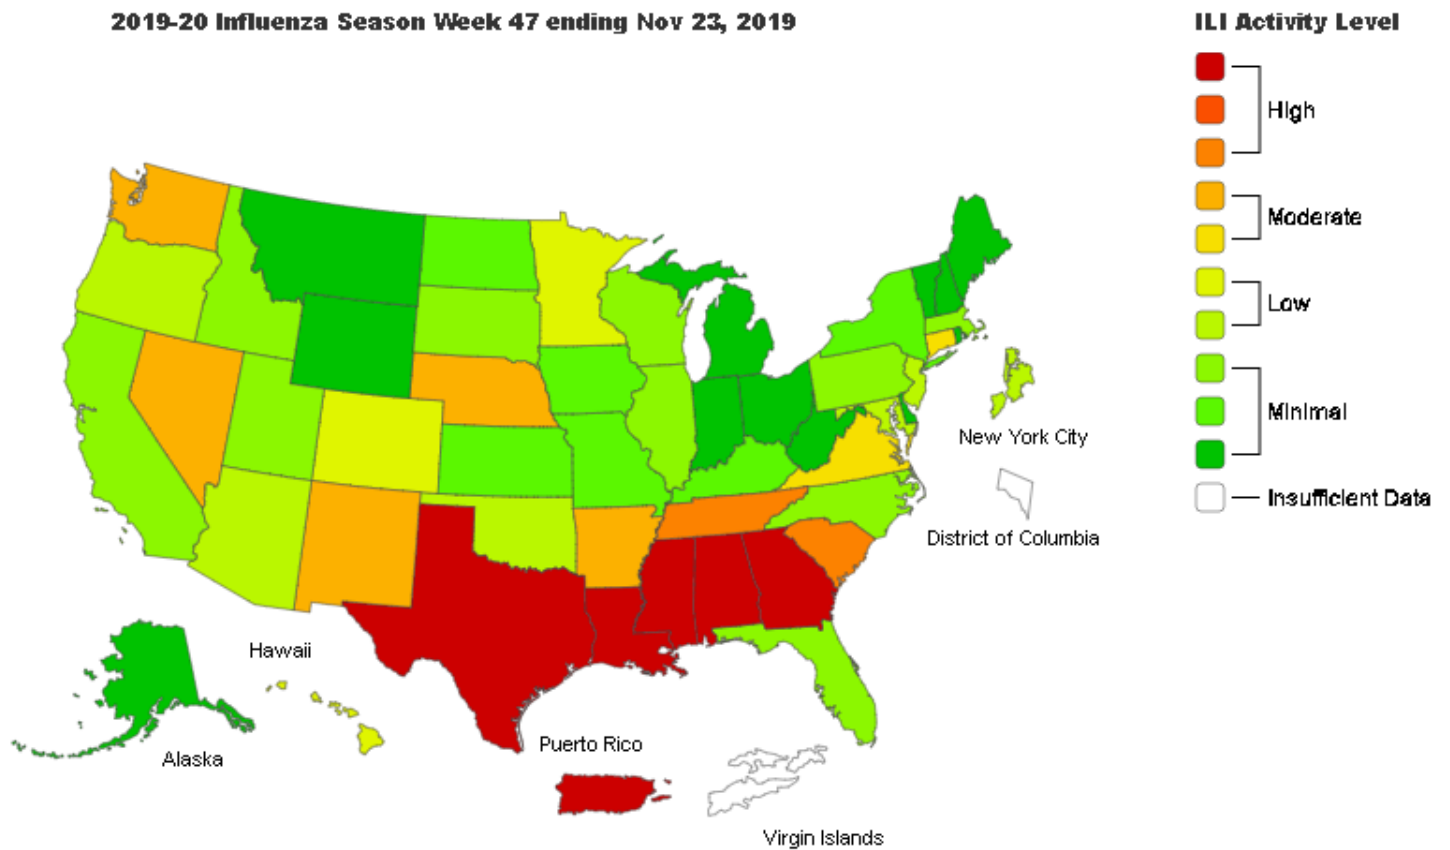 2019-20 Influenza Season Week 47 ending Nov 23, 2019
ILI Activity Level
High
Moderate
Low
Minimal
Insufficient Data
New York City
District of Columbia
Hawaii
Alaska
Puerto Rico
Virgin Islands